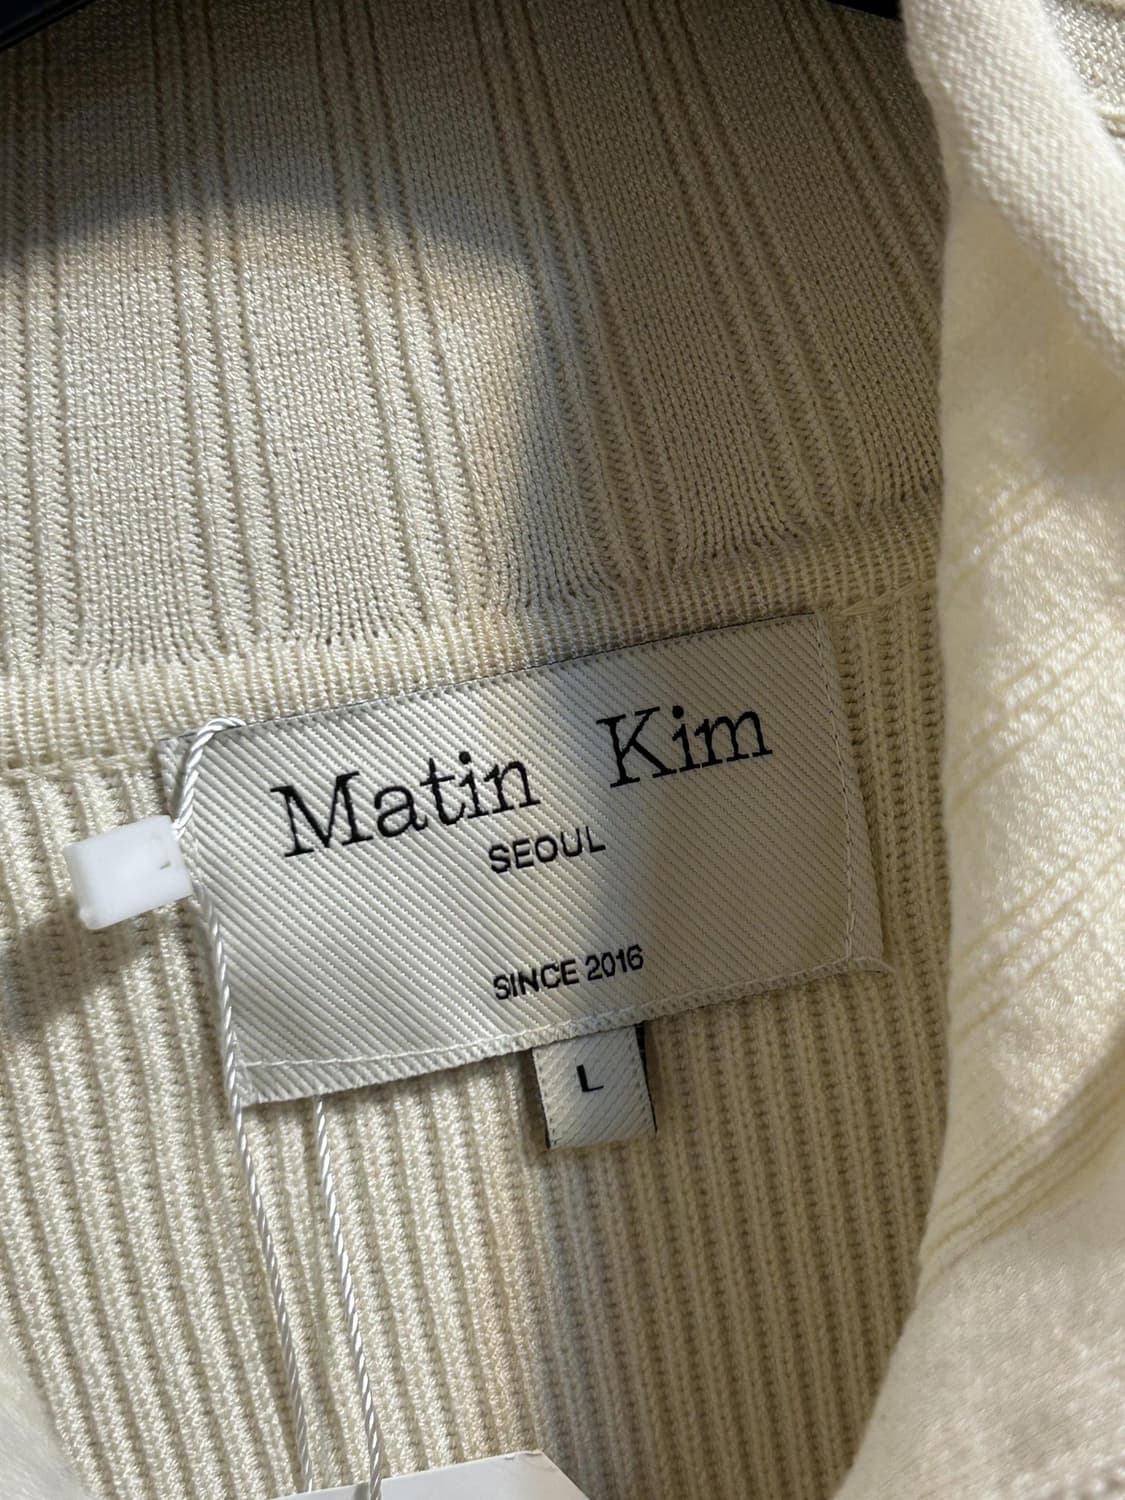 Matin Kim
SEOUL
SINCE 2016
L